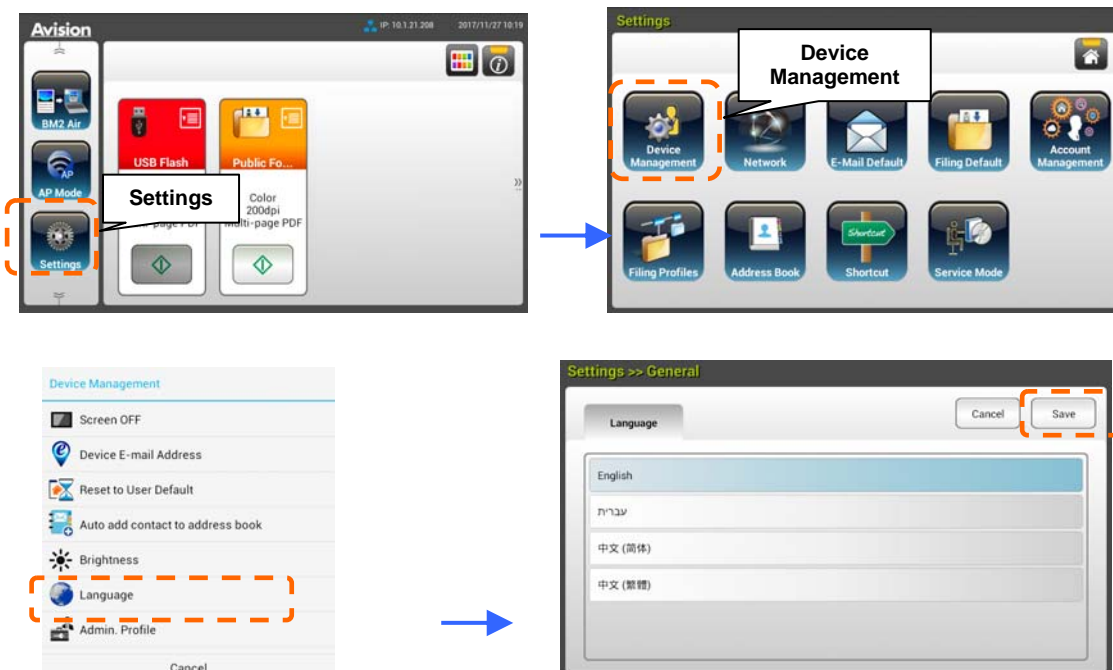 Avision
IP: 10.1.21.208
2017/11/27 10:19
BM2 Air
AP
AP Mode
Settings
USB Flash
Public Fo...
Settings
Color
200dpi
Multi-page PDF
Settings
Device
Management
Device
Management
Network
E-Mail Default
Filing Default
Account
Management
Filing Profiles
Address Book
Shortcut
Shortcut
Service Mode
Device Management
Screen OFF
Device E-mail Address
Reset to User Default
Auto add contact to address book
Brightness
Language
Admin. Profile
Cancel
Settings >> General
Language
Cancel
Save
English
עברית
中文 (简体)
中文 (繁體)